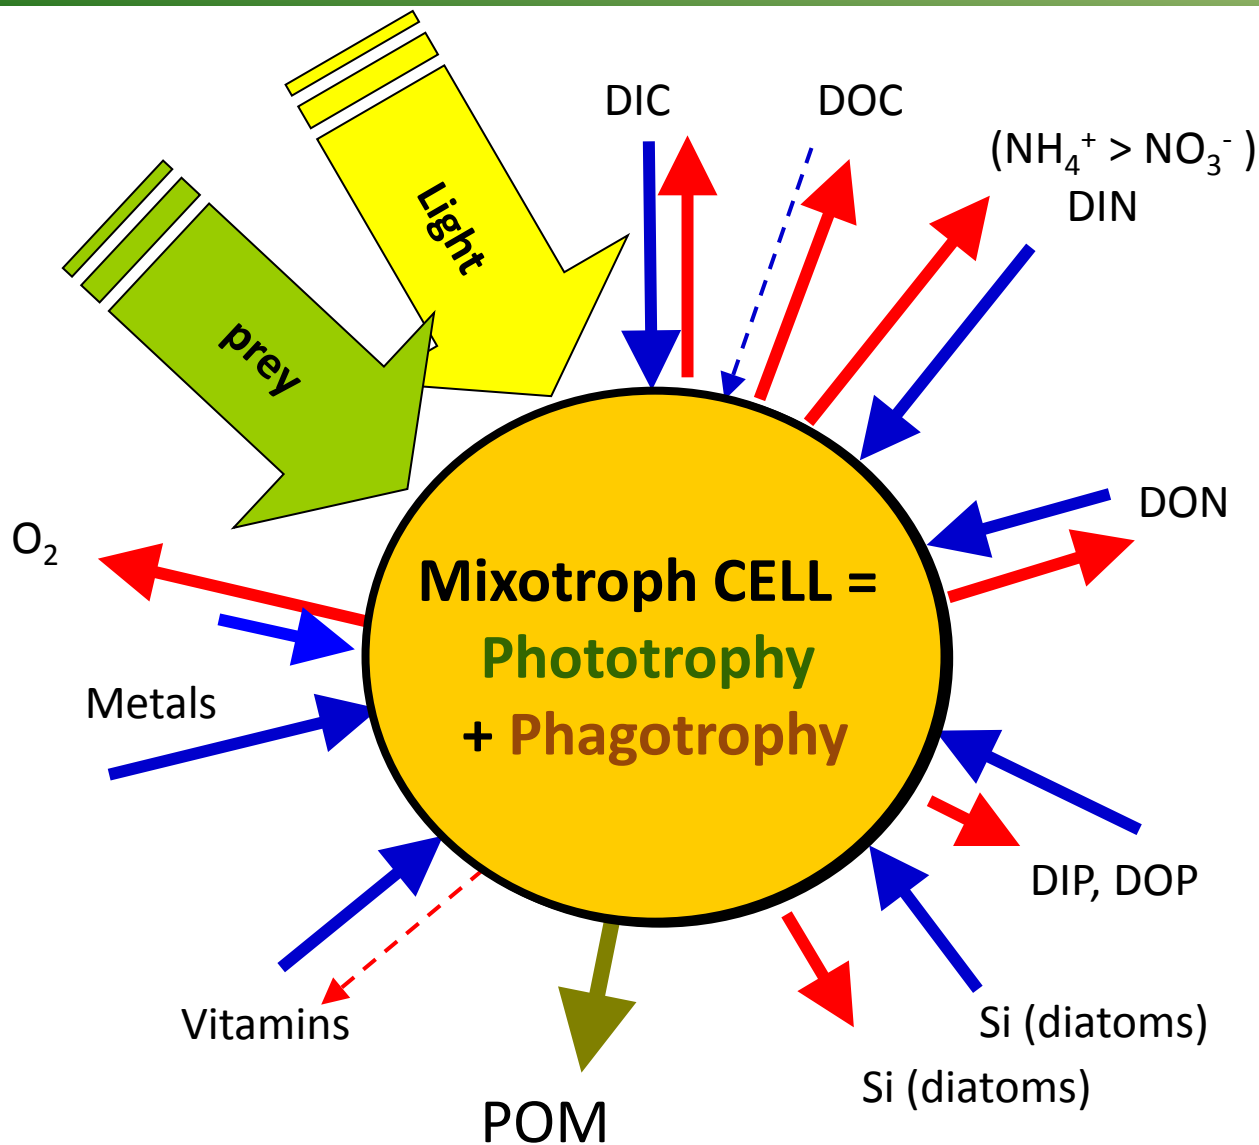 DIC
DOC
(NH₄⁺ > NO₃⁻ )
DIN
Light
prey
DON
O₂
Mixotroph CELL =
Phototrophy
+ Phagotrophy
Metals
DIP, DOP
Vitamins
Si (diatoms)
Si (diatoms)
POM